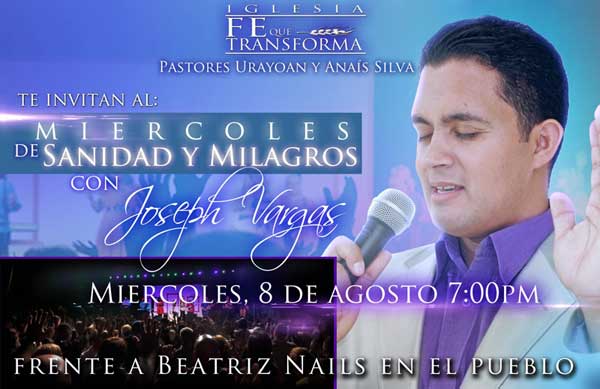 IGLESIA
FE QUE
TRANSFORMA
PASTORES URAYOAN Y ANAÍS SILVA
TE INVITAN AL:
MIERCOLES
DE SANIDAD Y MILAGROS
CON
Joseph Vargas
MIERCOLES, 8 DE AGOSTO 7:00PM
FRENTE A BEATRIZ NAILS EN EL PUEBLO